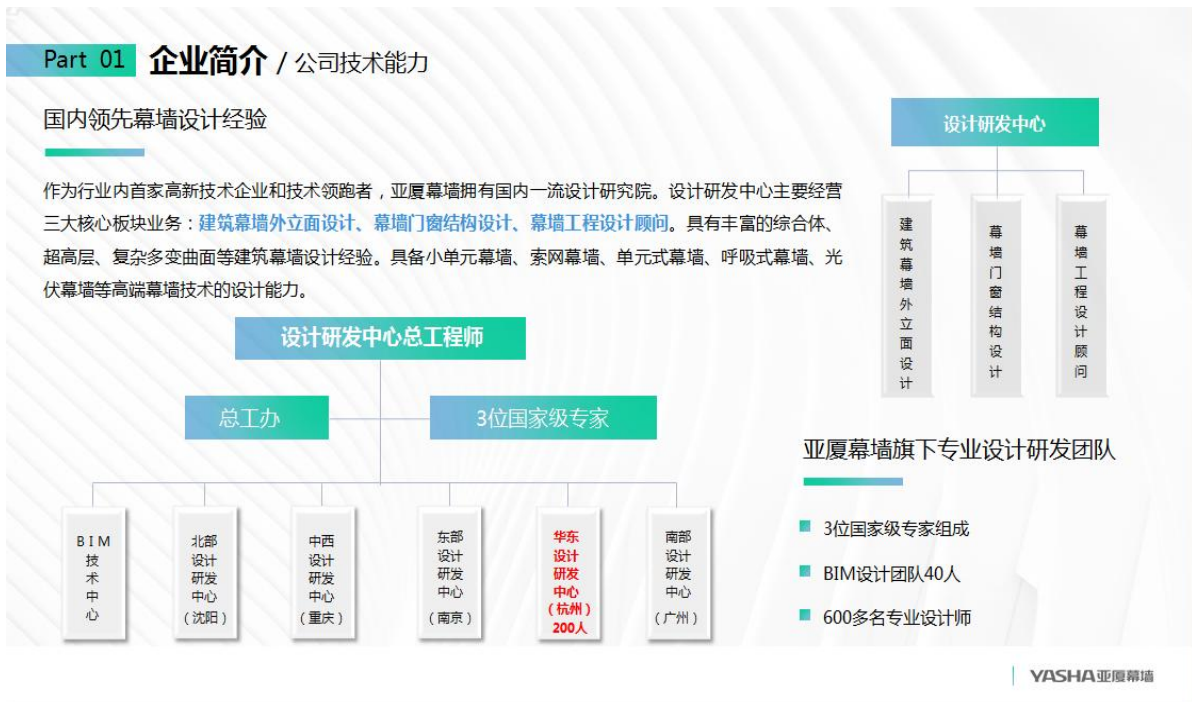 Part 01 企业简介 / 公司技术能力
国内领先幕墙设计经验
作为行业内首家高新技术企业和技术领跑者，亚厦幕墙拥有国内一流设计研究院。设计研发中心主要经营
三大核心板块业务：建筑幕墙外立面设计、幕墙门窗结构设计、幕墙工程设计顾问。具有丰富的综合体、
超高层、复杂多变曲面等建筑幕墙设计经验。具备小单元幕墙、索网幕墙、单元式幕墙、呼吸式幕墙、光
伏幕墙等高端幕墙技术的设计能力。
设计研发中心总工程师
总工办
3位国家级专家
BIM技术中心
北部
设计
研发
中心
（沈阳）
中西
设计
研发
中心
（重庆）
东部
设计
研发
中心
（南京）
华东
设计
研发
中心
（杭州）
200人
南部
设计
研发
中心
（广州）
设计研发中心
建筑幕墙外立面设计
幕墙门窗结构设计
幕墙工程设计顾问
亚厦幕墙旗下专业设计研发团队
3位国家级专家组成
BIM设计团队40人
600多名专业设计师
YASHA亚厦幕墙